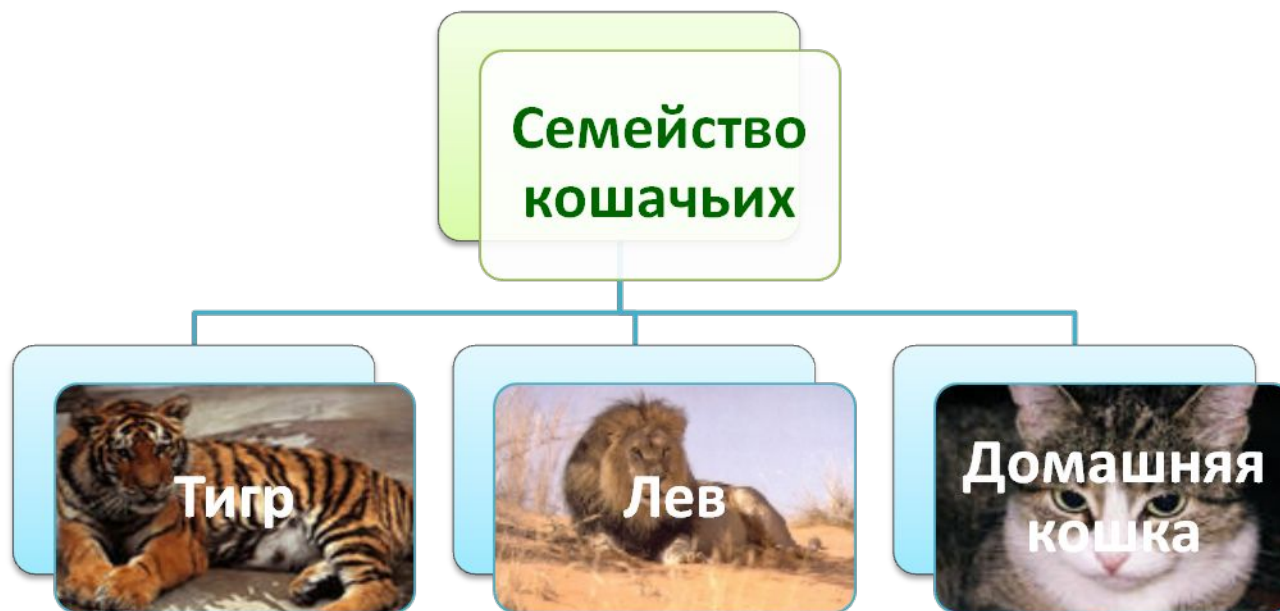 Семейство
кошачьих
Тигр
Лев
Домашняя
кошка